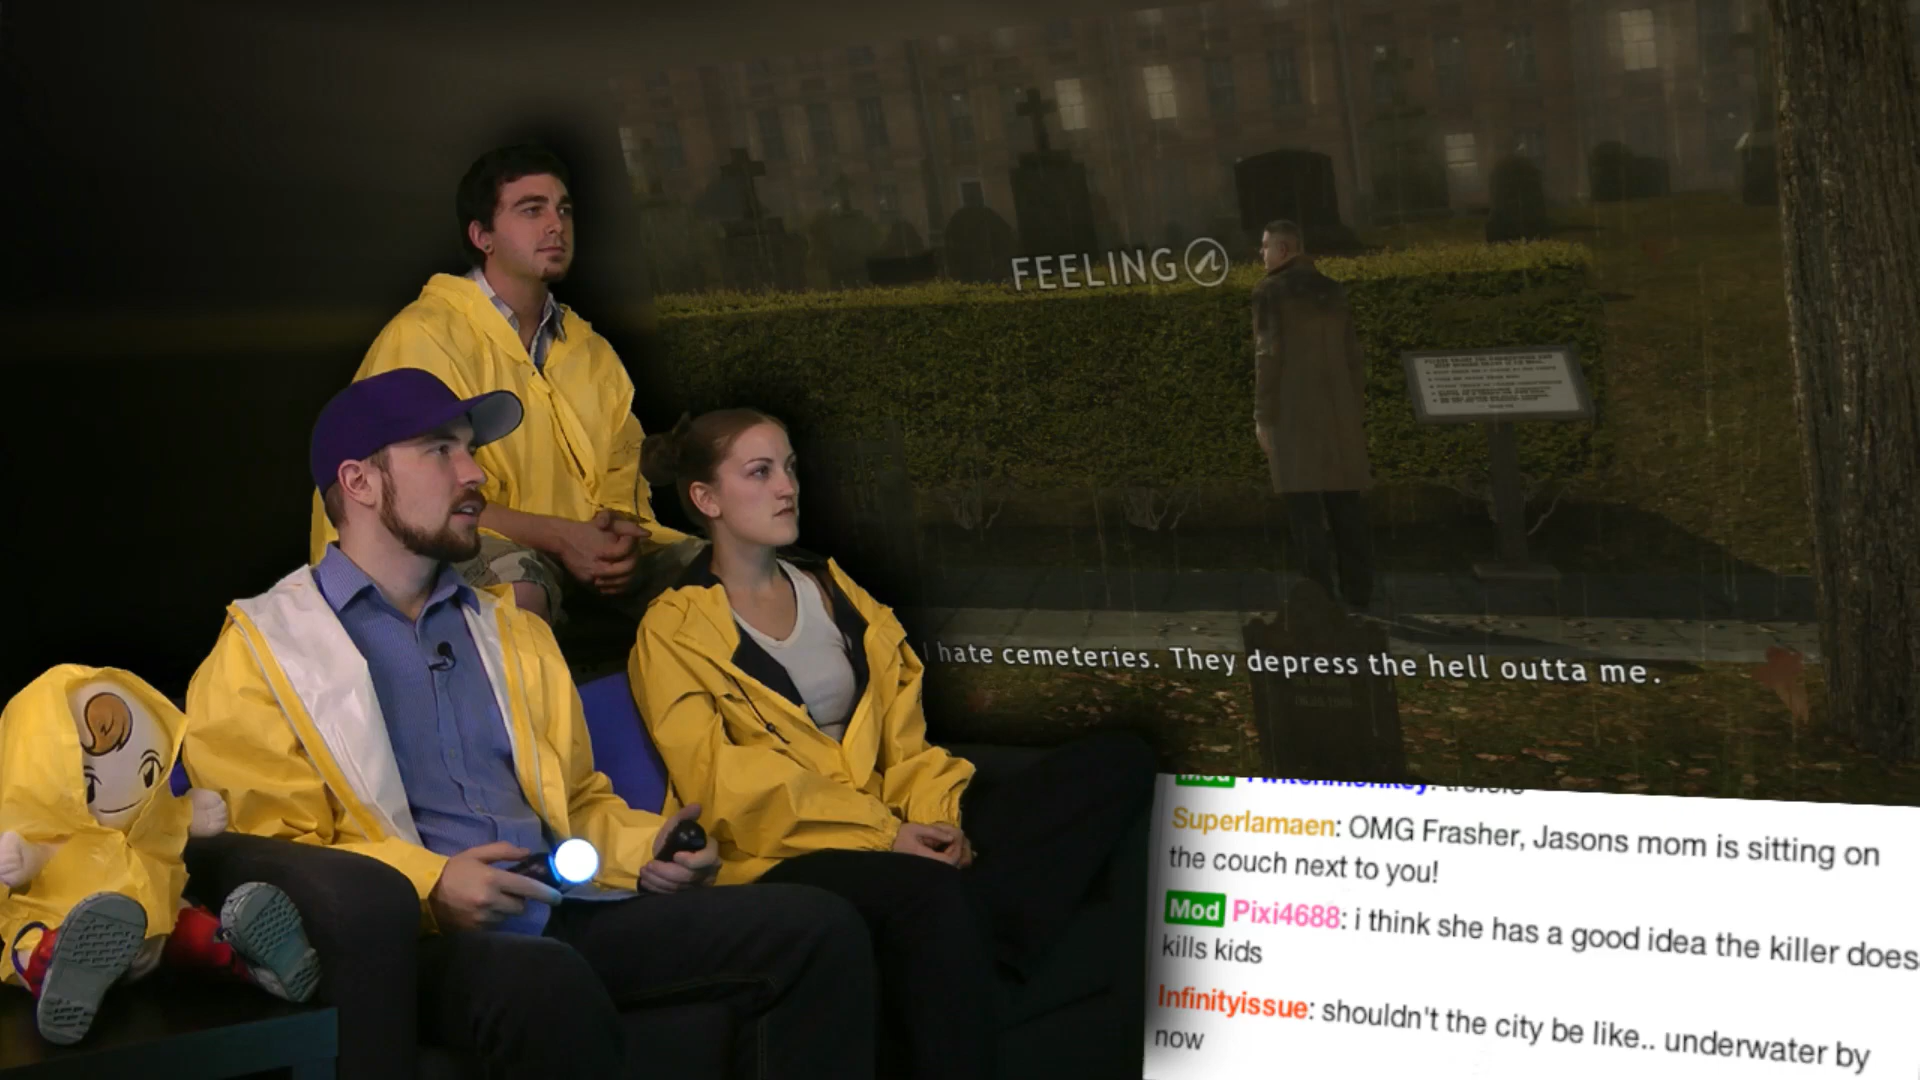 FEELING
I hate cemeteries. They depress the hell outta me.
Superlamaen: OMG Frasher, Jasons mom is sitting on
the couch next to you!
Mod Pixi4688: i think she has a good idea the killer does
kills kids
Infinityissue: shouldn't the city be like.. underwater by
now